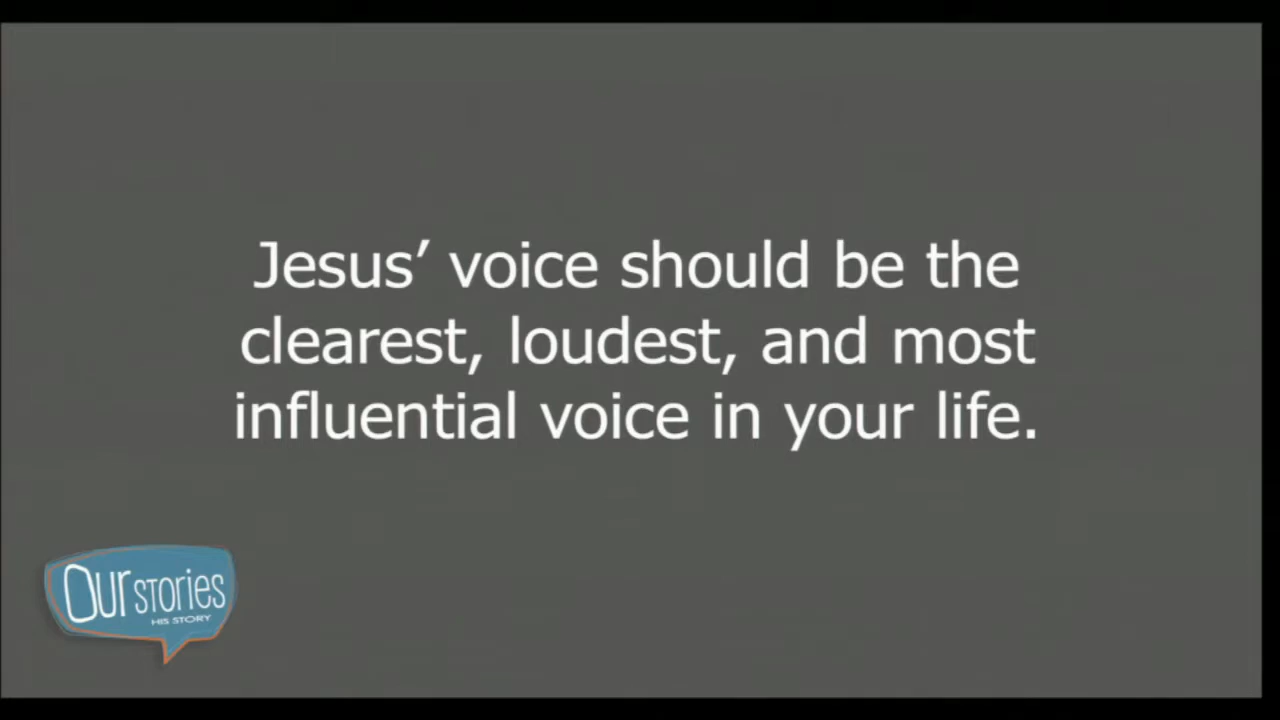 Jesus’ voice should be the
clearest, loudest, and most
influential voice in your life.
Our STORIES
HIS STORY